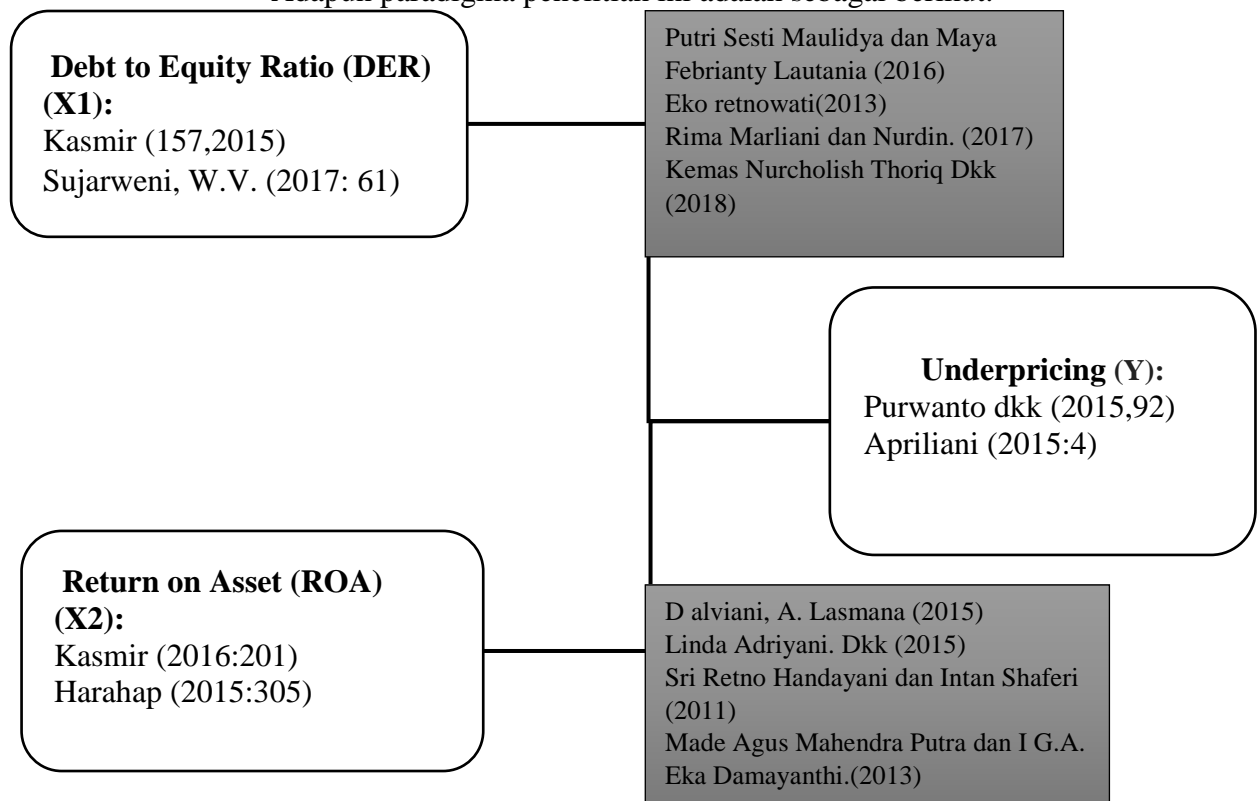 Adapun paradigma penelitian ini adalah sebagai berikut:
Debt to Equity Ratio (DER)
(X1):
Kasmir (157,2015)
Sujarweni, W.V. (2017: 61)
Putri Sesti Maulidya dan Maya
Febrianty Lautania (2016)
Eko retnowati(2013)
Rima Marliani dan Nurdin. (2017)
Kemas Nurcholish Thoriq Dkk
(2018)
Underpricing (Y):
Purwanto dkk (2015,92)
Apriliani (2015:4)
Return on Asset (ROA)
(X2):
Kasmir (2016:201)
Harahap (2015:305)
D alviani, A. Lasmana (2015)
Linda Adriyani. Dkk (2015)
Sri Retno Handayani dan Intan Shaferi
(2011)
Made Agus Mahendra Putra dan I G.A.
Eka Damayanthi.(2013)